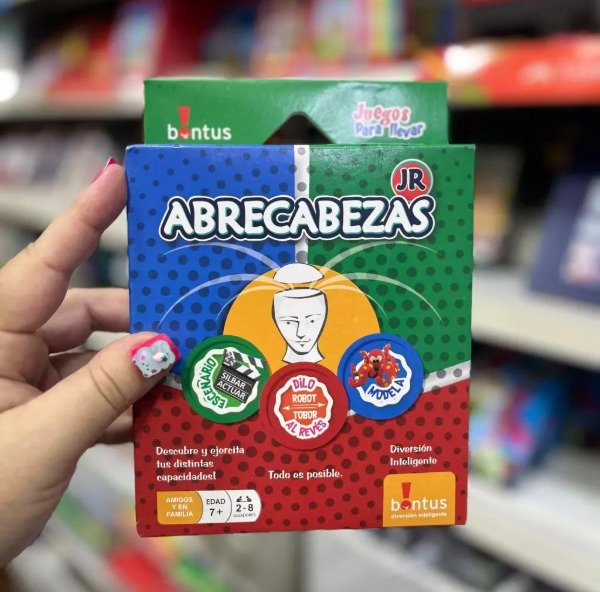 bontus
Juegos
Para llevar
JR
ABRECABEZAS
ESCENARIO
SILBAR
ACTUAR
DILO
ROBOT
TOBOR
AL REVÉS
MODELA
Descubre y ejercita
tus distintas
capacidades!
Todo es posible.
Diversión
Inteligente
AMIGOS
Y EN
FAMILIA
EDAD
7+
2-8
JUGADORES
bontus
diversión inteligente